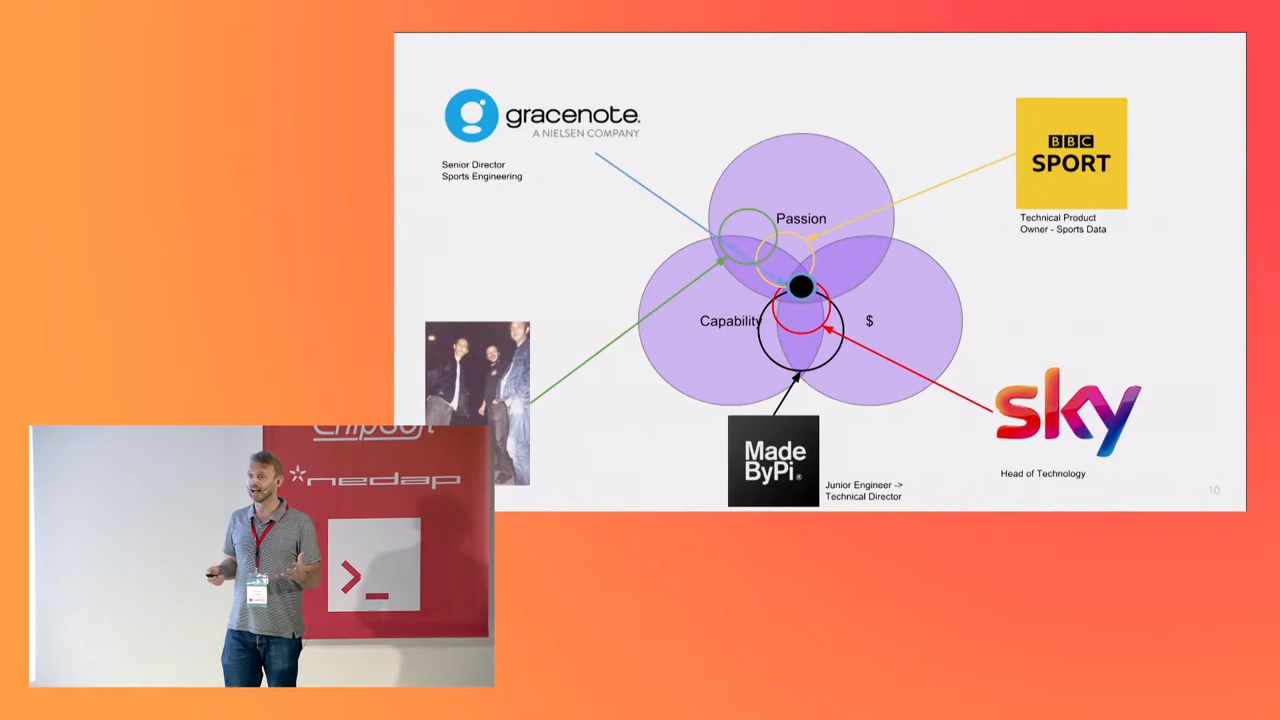 gracenote.
A NIELSEN COMPANY
Senior Director
Sports Engineering
BBC
SPORT
Technical Product
Owner - Sports Data
Passion
Capability
$
sky
Head of Technology
Made
ByPi®
Junior Engineer ->
Technical Director
10
ChipSoft
nedap
>_